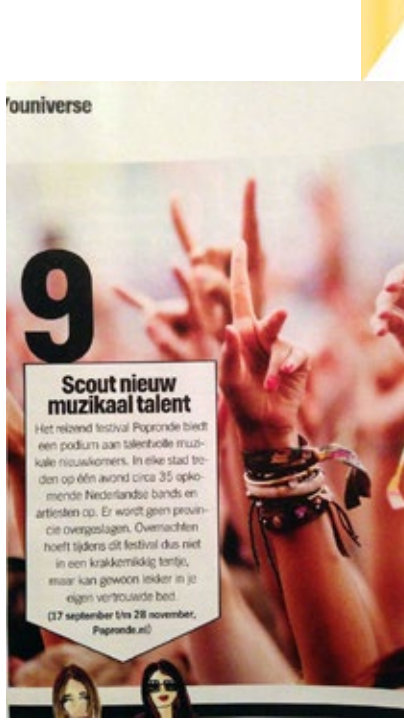 Youniverse
9
Scout nieuw
muzikaal talent
Het reizend festival Popronde biedt
een podium aan talentvolle muzi-
kale nieuwkomers. In elke stad tre-
den op één avond circa 35 opko-
mende Nederlandse bands en
artiesten op. Er wordt geen provin-
cie overgeslagen. Overnachten
hoeft tijdens dit festival dus niet
in een krakkemikkig tentje,
maar kan gewoon lekker in je
eigen vertrouwde bed.
(17 september t/m 28 november,
Popronde.nl)